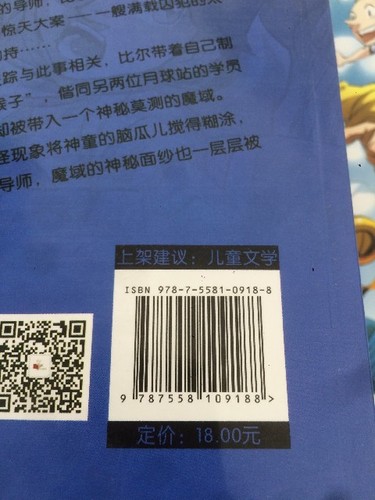 的导师，比
惊天大案——一艘满载囚犯的太
持……
踪与此事相关，比尔带着自己制
猴子”，偕同另两位月球站的学员
却被带入一个神秘莫测的魔域。
怪现象将神童的脑瓜儿搅得糊涂，
导师，魔域的神秘面纱也一层层被
上架建议：儿童文学
ISBN 978-7-5581-0918-8
9 787558 109188 >
定价：18.00元